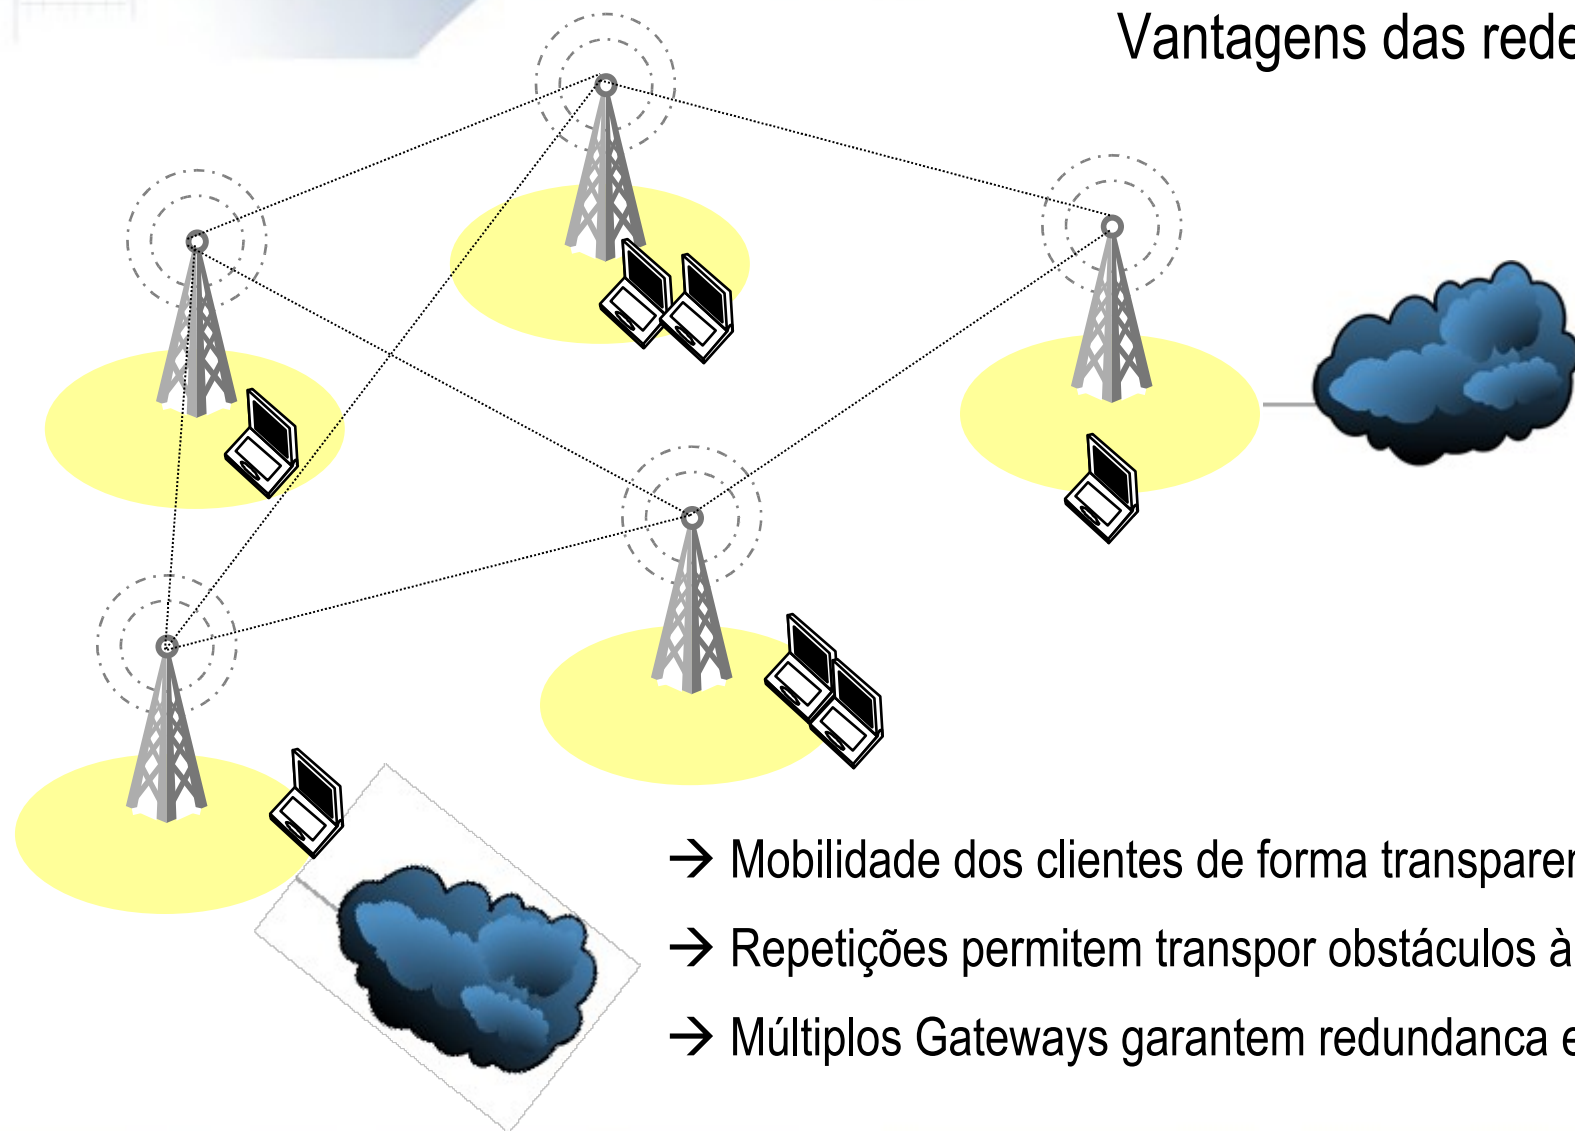 Vantagens das rede
→ Mobilidade dos clientes de forma transparen
→ Repetições permitem transpor obstáculos à
→ Múltiplos Gateways garantem redundanca e